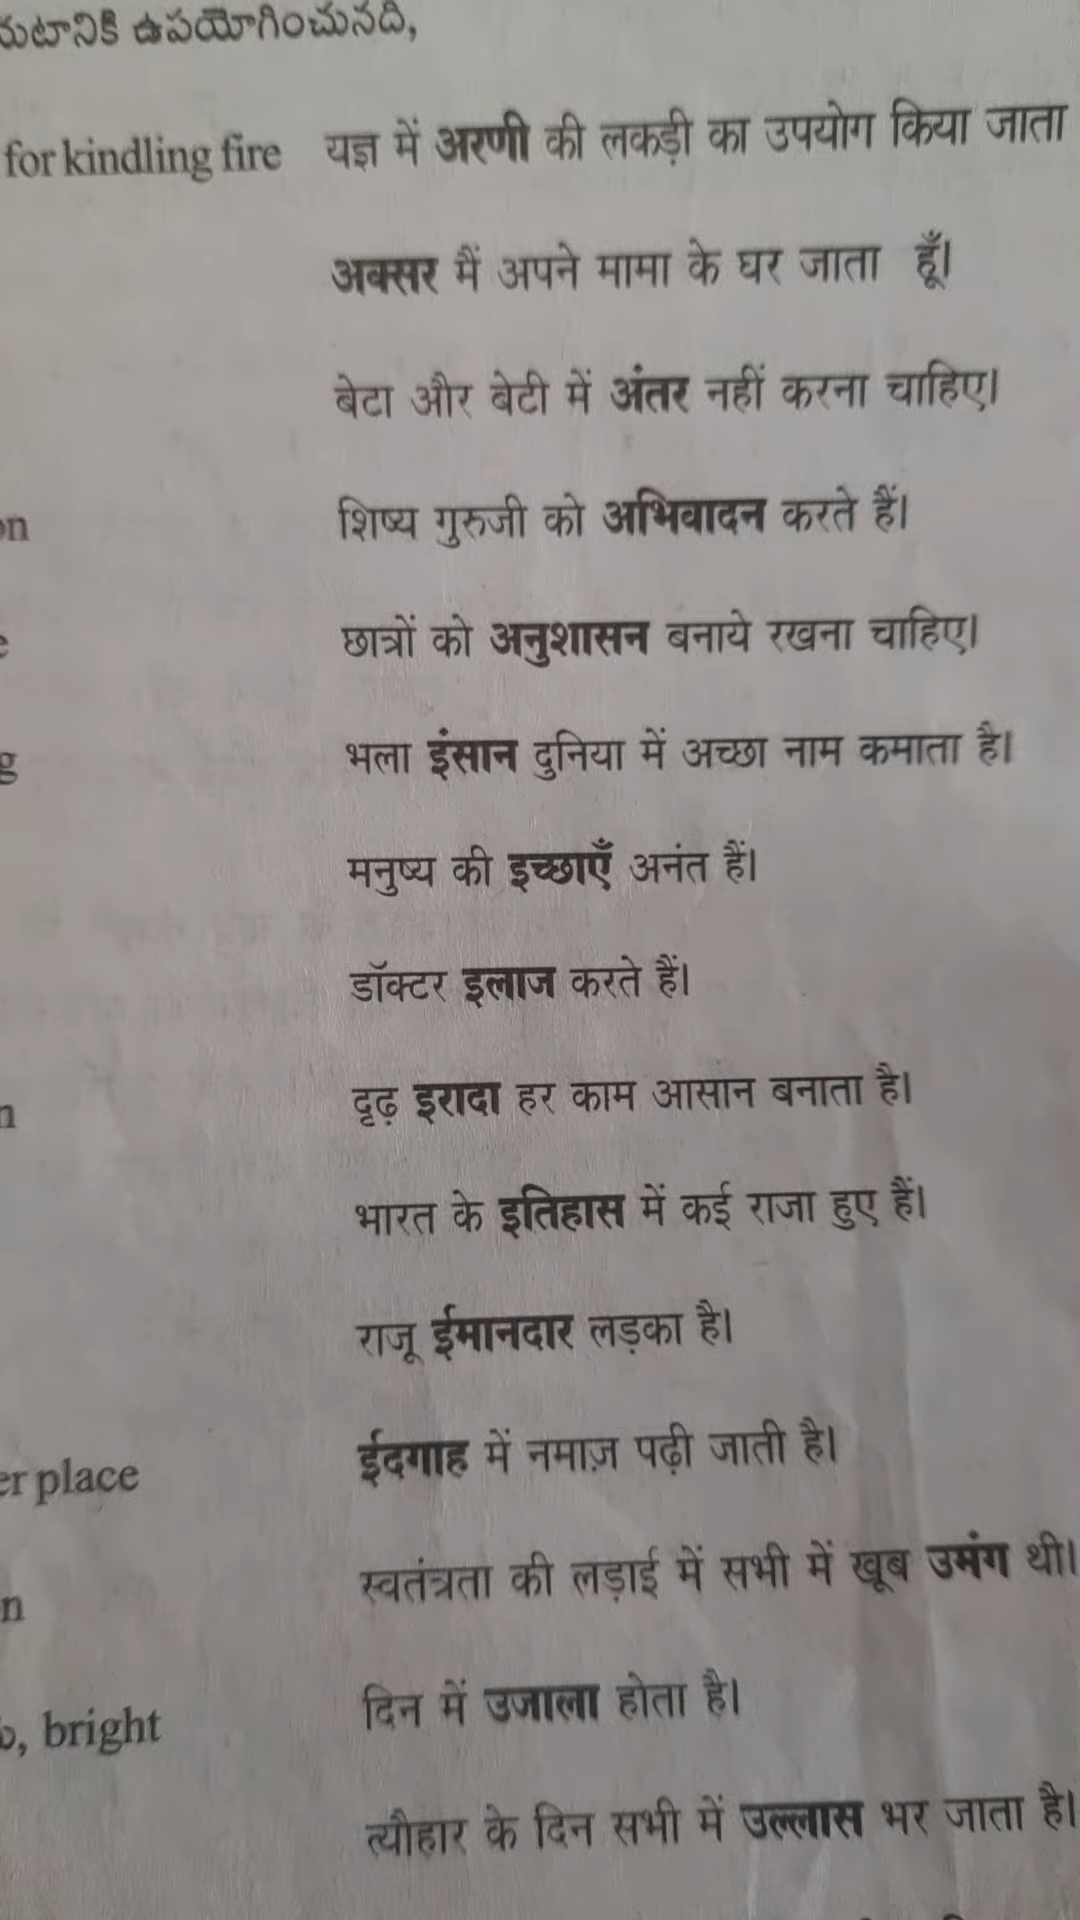 ఉపయోగించునది,
for kindling fire यज्ञ में अरणी की लकड़ी का उपयोग किया जाता
अक्सर मैं अपने मामा के घर जाता हूँ।
बेटा और बेटी में अंतर नहीं करना चाहिए।
शिष्य गुरुजी को अभिवादन करते हैं।
छात्रों को अनुशासन बनाये रखना चाहिए।
भला इंसान दुनिया में अच्छा नाम कमाता है।
मनुष्य की इच्छाएँ अनंत हैं।
डॉक्टर इलाज करते हैं।
दृढ़ इरादा हर काम आसान बनाता है।
भारत के इतिहास में कई राजा हुए हैं।
राजू ईमानदार लड़का है।
er place ईदगाह में नमाज़ पढ़ी जाती है।
स्वतंत्रता की लड़ाई में सभी में खूब उमंग थी।
, bright दिन में उजाला होता है।
त्यौहार के दिन सभी में उल्लास भर जाता है।